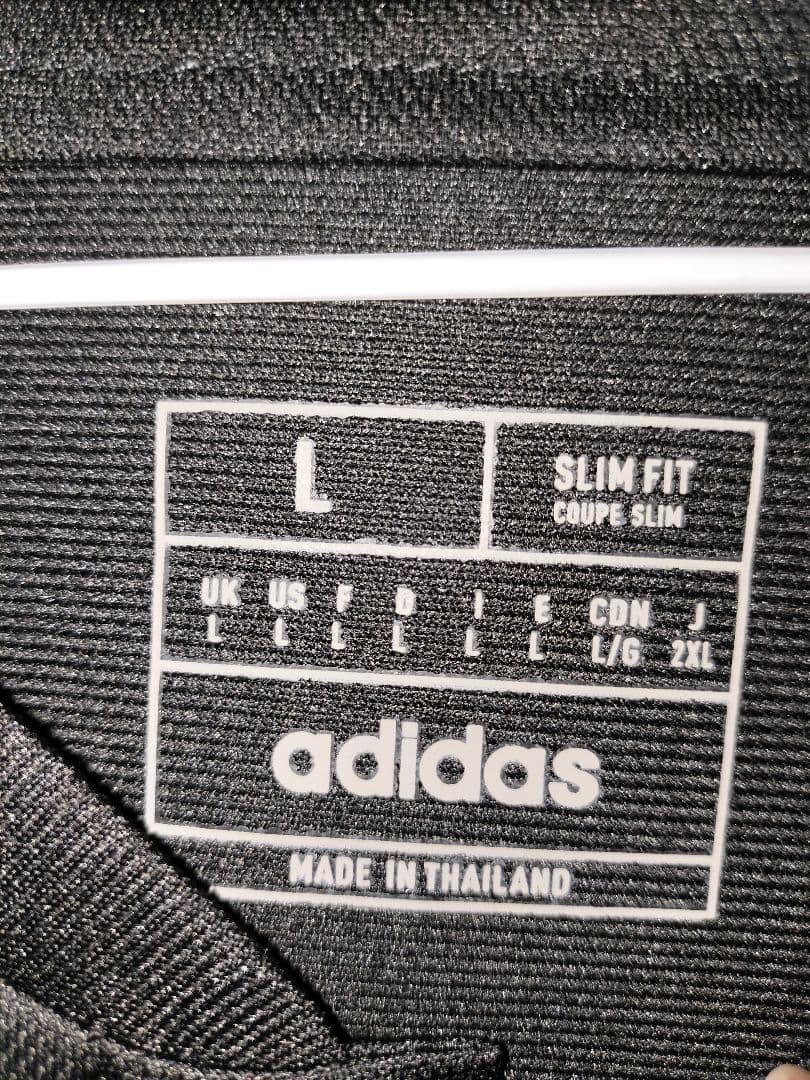 L
SLIM FIT
COUPE SLIM
UK US F D I E CDN J
L L L L L L L/G 2XL
adidas
MADE IN THAILAND